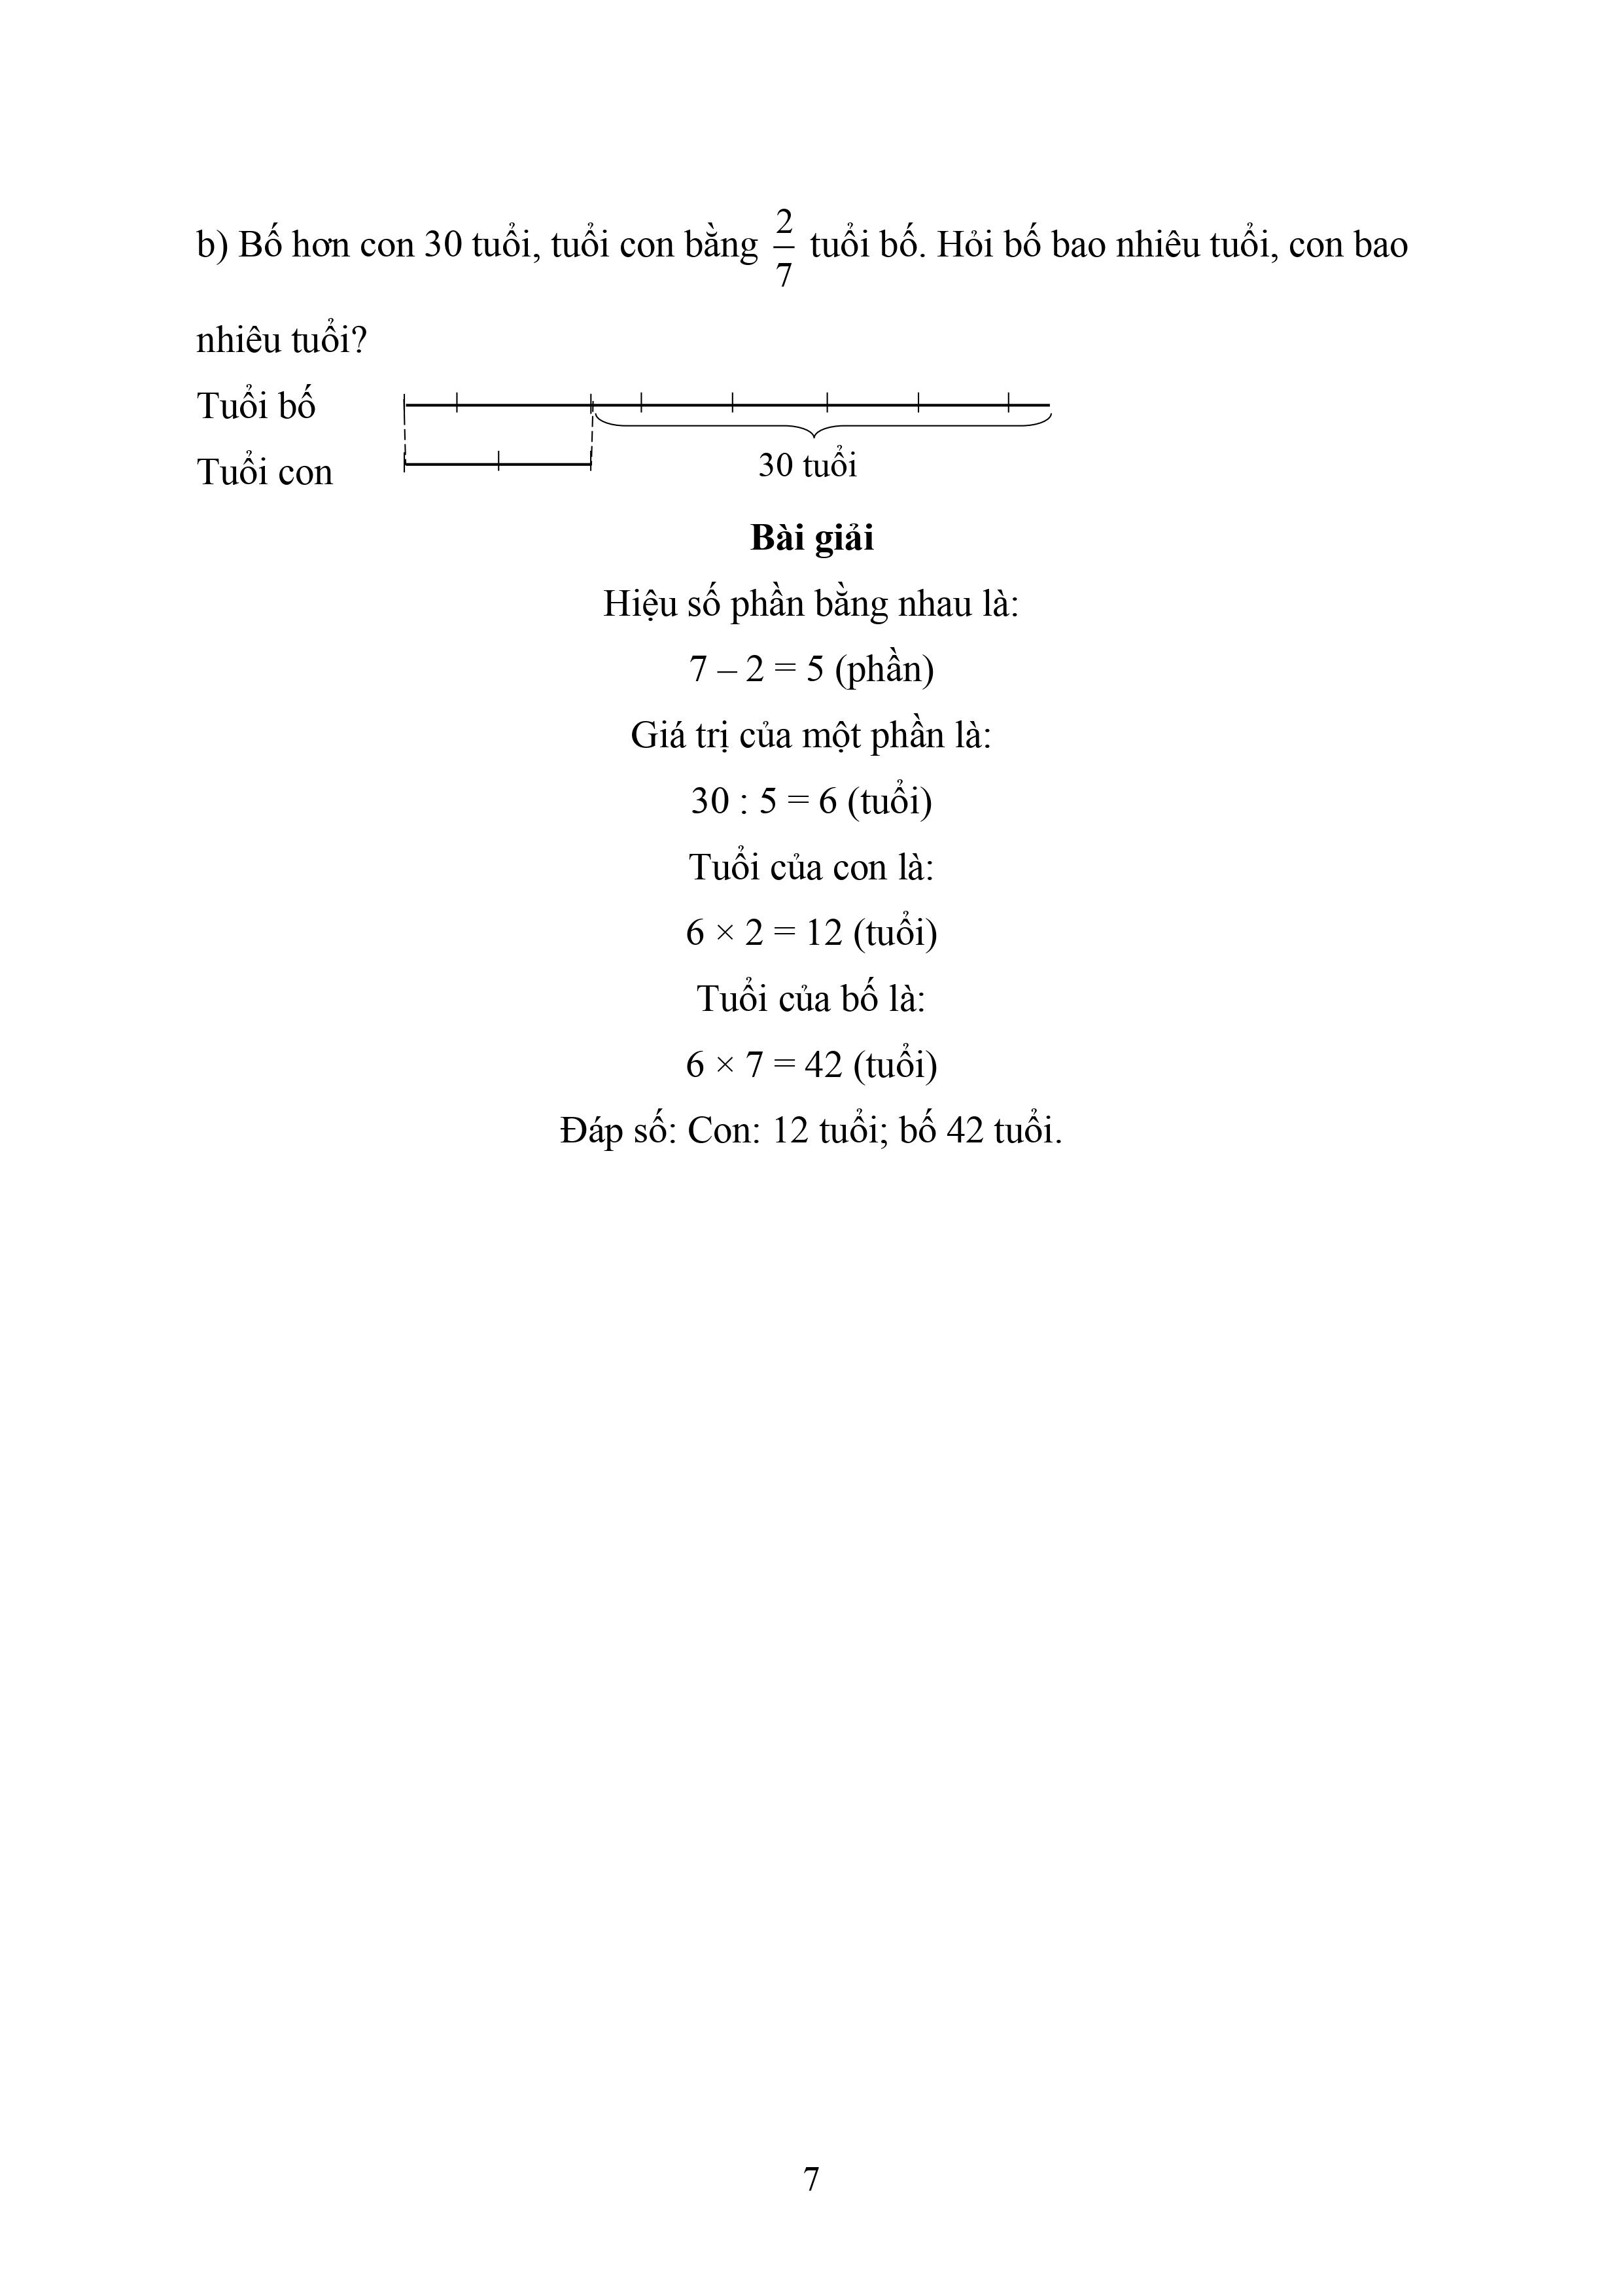 b) Bố hơn con 30 tuổi, tuổi con bằng 2/7 tuổi bố. Hỏi bố bao nhiêu tuổi, con bao
nhiêu tuổi?
Tuổi bố
Tuổi con
30 tuổi
Bài giải
Hiệu số phần bằng nhau là:
7 – 2 = 5 (phần)
Giá trị của một phần là:
30 : 5 = 6 (tuổi)
Tuổi của con là:
6 × 2 = 12 (tuổi)
Tuổi của bố là:
6 × 7 = 42 (tuổi)
Đáp số: Con: 12 tuổi; bố 42 tuổi.
7